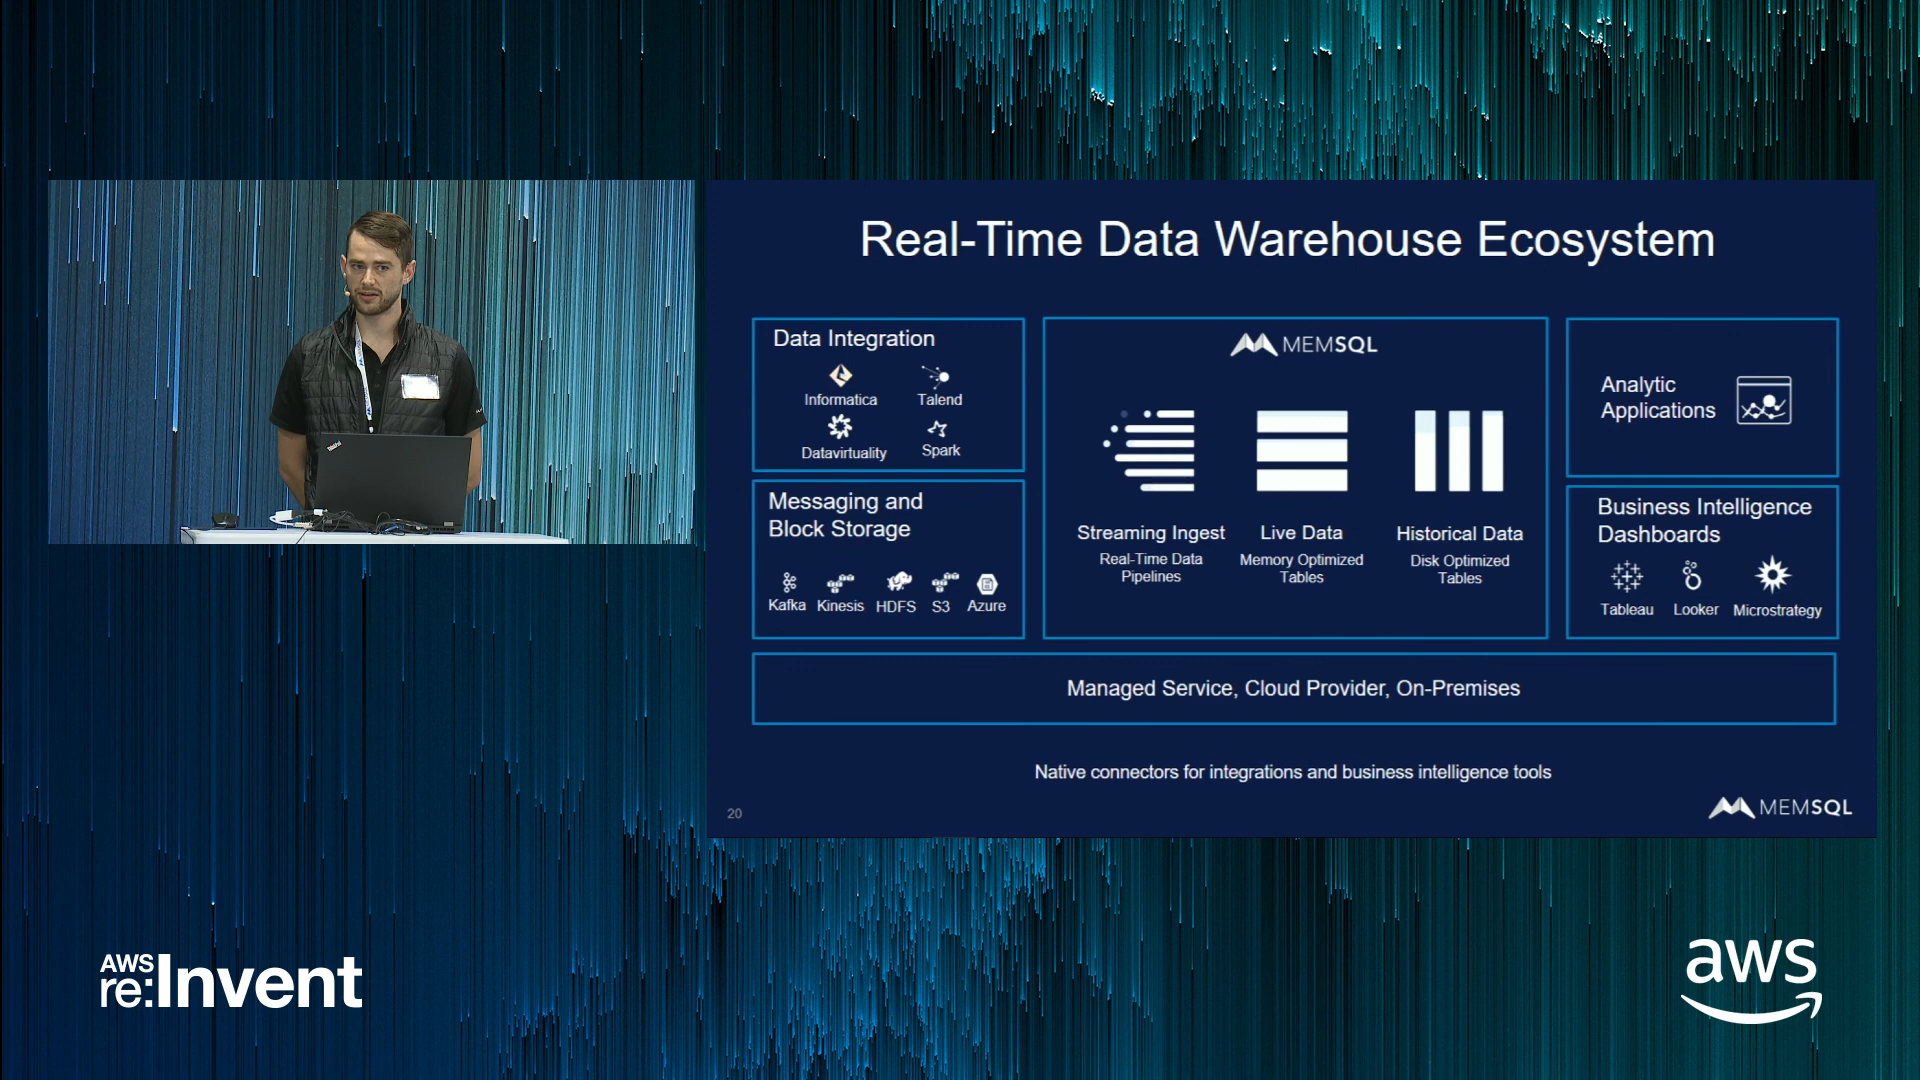 Real-Time Data Warehouse Ecosystem
Data Integration
Informatica
Talend
Datavirtuality
Spark
Messaging and
Block Storage
Kafka
Kinesis
HDFS
S3
Azure
MEMSQL
Streaming Ingest
Real-Time Data
Pipelines
Live Data
Memory Optimized
Tables
Historical Data
Disk Optimized
Tables
Analytic
Applications
Business Intelligence
Dashboards
Tableau
Looker
Microstrategy
Managed Service, Cloud Provider, On-Premises
Native connectors for integrations and business intelligence tools
20
MEMSQL
AWS
re:Invent
aws